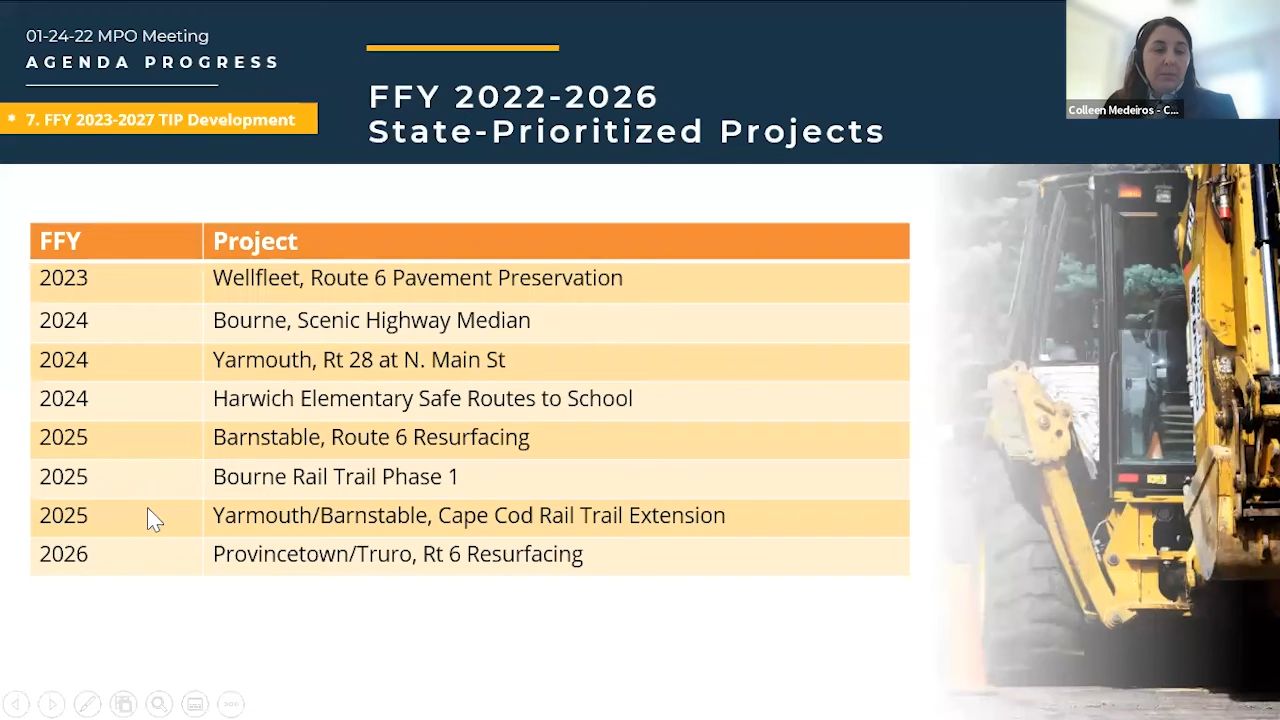 01-24-22 MPO Meeting
AGENDA PROGRESS
* 7. FFY 2023-2027 TIP Development
FFY 2022-2026
State-Prioritized Projects
Colleen Medeiros - C...
FFY Project
2023 Wellfleet, Route 6 Pavement Preservation
2024 Bourne, Scenic Highway Median
2024 Yarmouth, Rt 28 at N. Main St
2024 Harwich Elementary Safe Routes to School
2025 Barnstable, Route 6 Resurfacing
2025 Bourne Rail Trail Phase 1
2025 Yarmouth/Barnstable, Cape Cod Rail Trail Extension
2026 Provincetown/Truro, Rt 6 Resurfacing